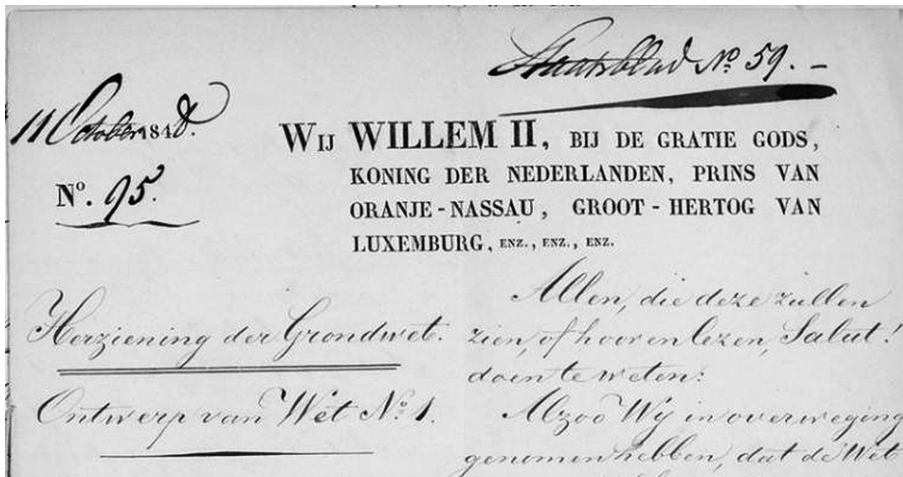 Staatsblad No. 59. –
11 October 1848.
No. 95.
WIJ WILLEM II, BIJ DE GRATIE GODS,
KONING DER NEDERLANDEN, PRINS VAN
ORANJE-NASSAU, GROOT-HERTOG VAN
LUXEMBURG, ENZ., ENZ., ENZ.
Herziening der Grondwet.
Ontwerp van Wet No. 1.
Allen, die deze zullen
zien, of hooren lezen, Salut!
doen te weten:
Alzoo Wij in overweging
genomen hebben, dat de Wet